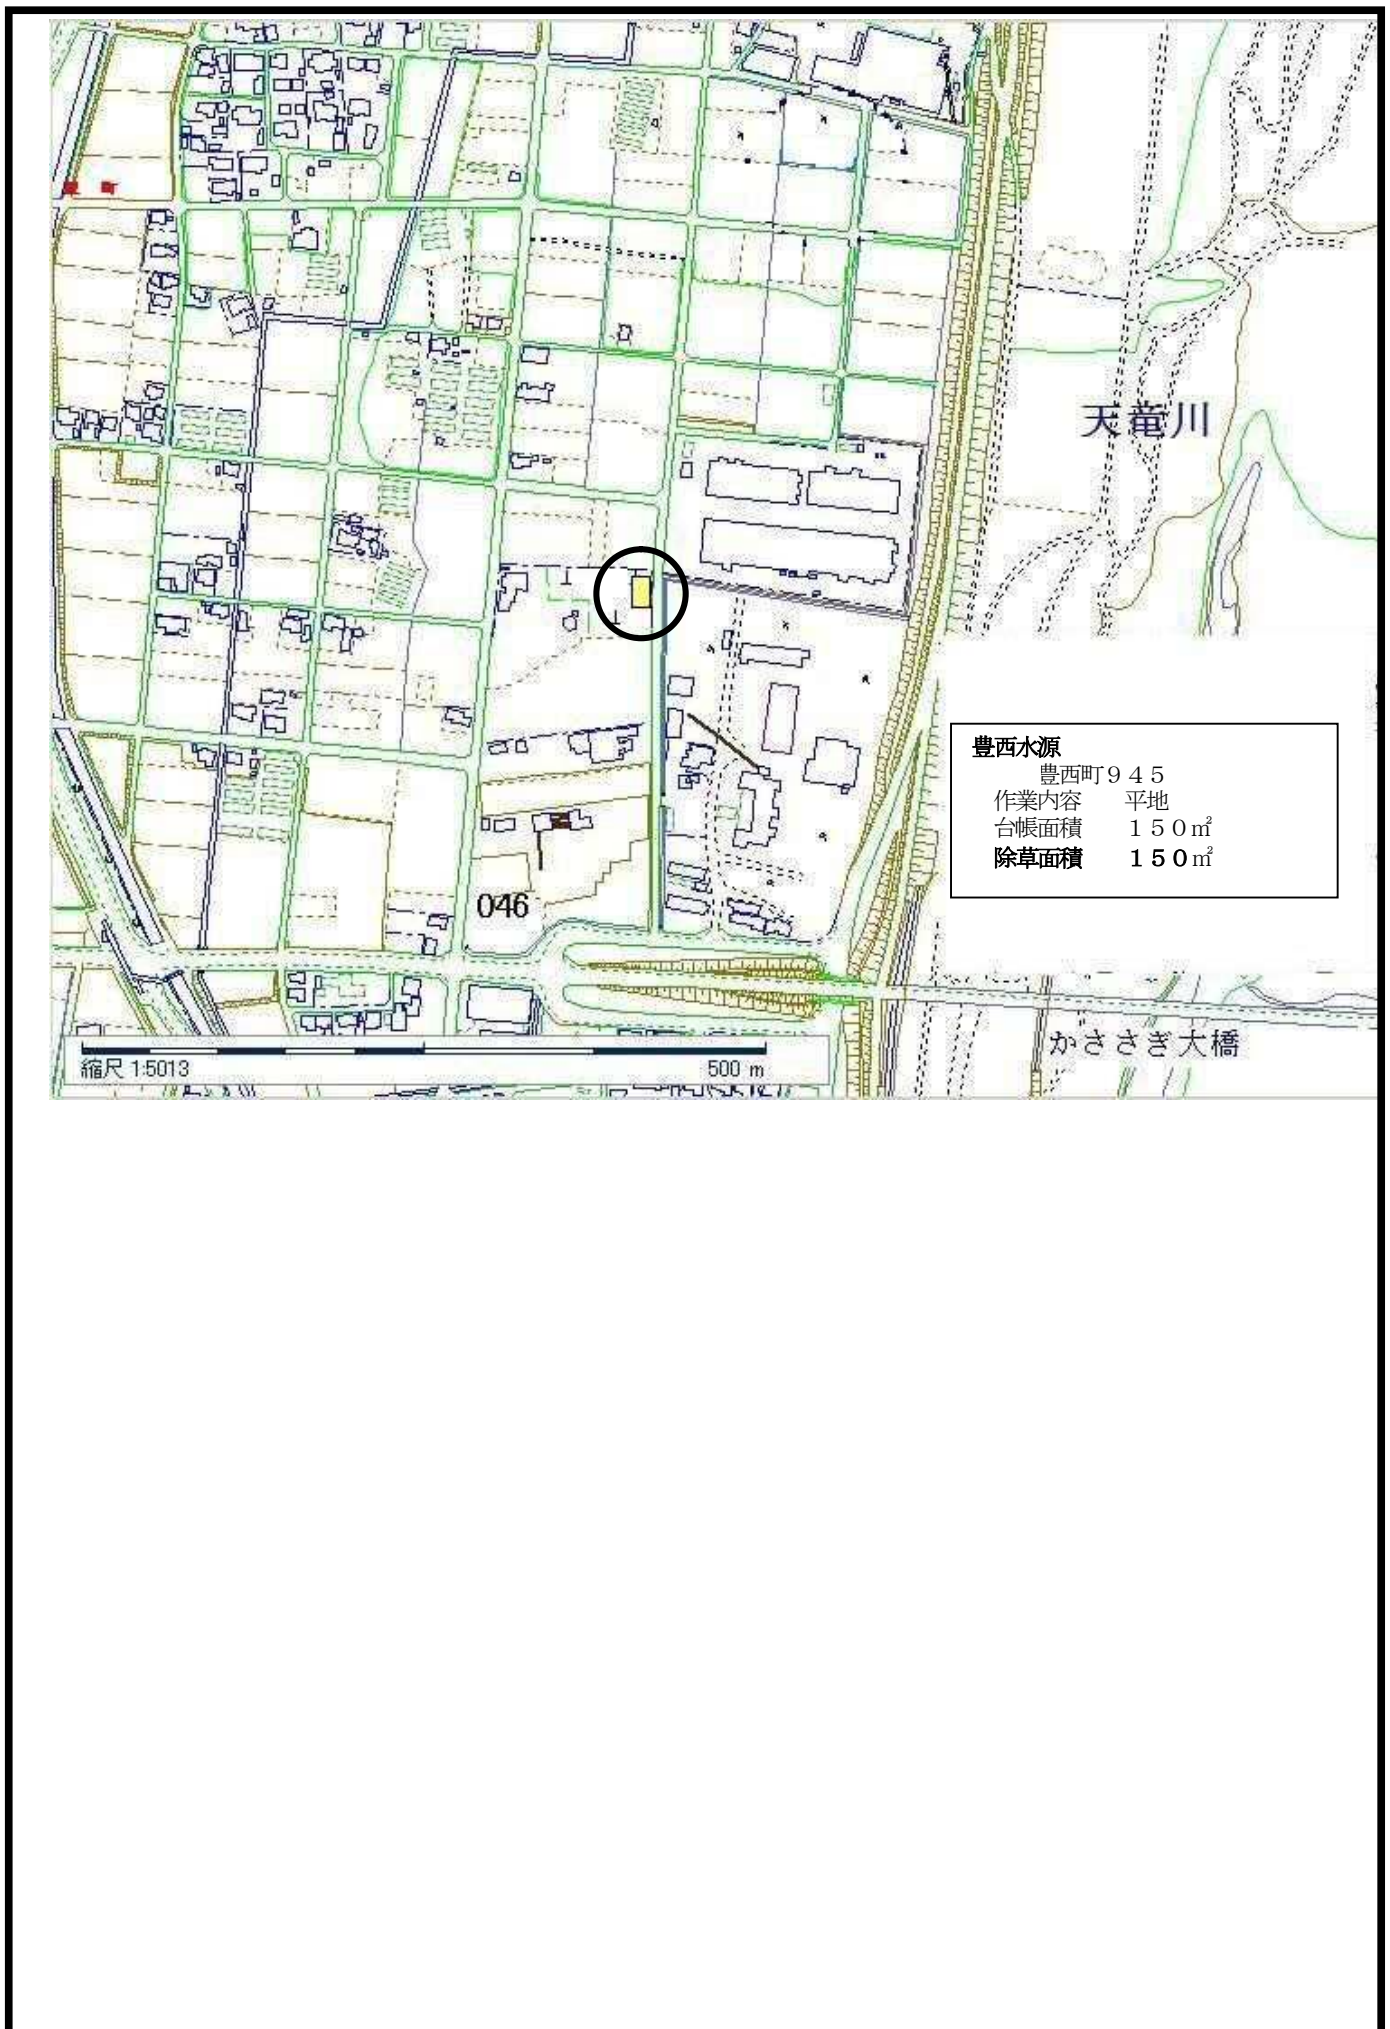 町
天竜川
豊西水源
豊西町９４５
作業内容 平地
台帳面積 １５０㎡
除草面積 １５０㎡
046
かささぎ大橋
縮尺 1:5013
500 m